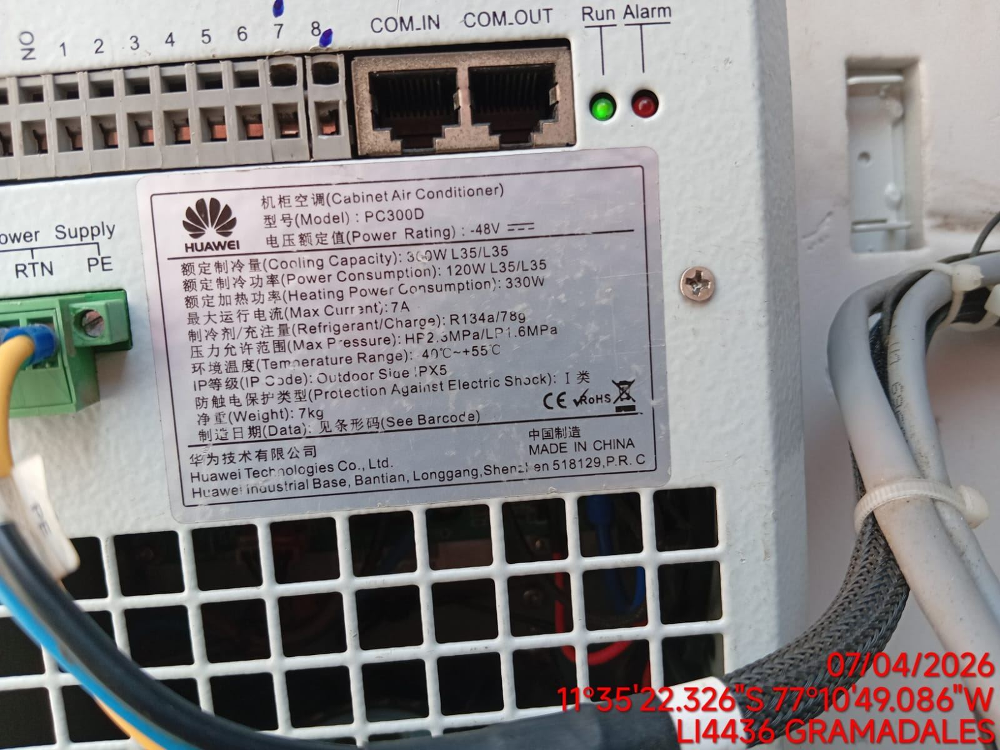 NO 1 2 3 4 5 6 7 8 COM_IN COM_OUT Run Alarm
ower Supply
RTN PE
HUAWEI
机柜空调(Cabinet Air Conditioner)
型号(Model) : PC300D
电压额定值(Power Rating) : -48V
额定制冷量(Cooling Capacity): 300W L35/L35
额定制冷功率(Power Consumption): 120W L35/L35
额定加热功率(Heating Power Consumption): 330W
最大运行电流(Max Current): 7A
制冷剂/充注量(Refrigerant/Charge): R134a/78g
压力允许范围(Max Pressure): HP2.3MPa/LP1.6MPa
环境温度(Temperature Range): -40℃~+55℃
IP等级(IP Code): Outdoor Side IPX5
防触电保护类型(Protection Against Electric Shock): I 类
净重(Weight): 7kg
CE RoHS
制造日期(Data): 见条形码(See Barcode)
华为技术有限公司
中国制造
Huawei Technologies Co., Ltd.
MADE IN CHINA
Huawei Industrial Base, Bantian, Longgang, Shenzhen 518129, P.R. C
PE
07/04/2026
11°35'22.326"S 77°10'49.086"W
LI4436 GRAMADALES